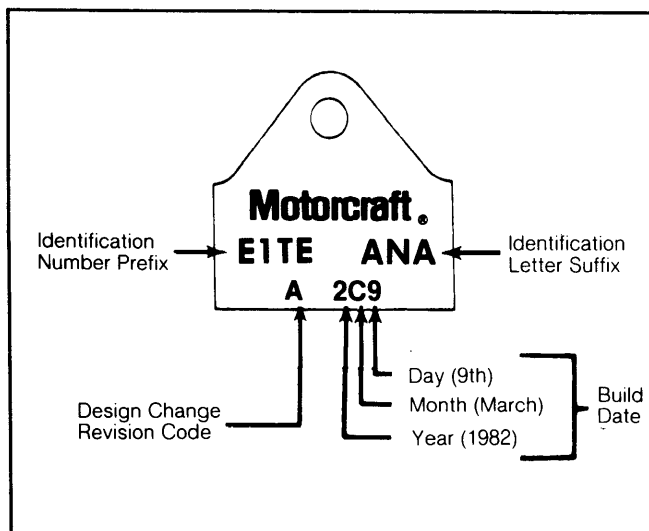 Motorcraft®
Identification
Number Prefix
E1TE ANA
Identification
Letter Suffix
A 2C9
Design Change
Revision Code
Day (9th)
Month (March)
Year (1982)
Build
Date